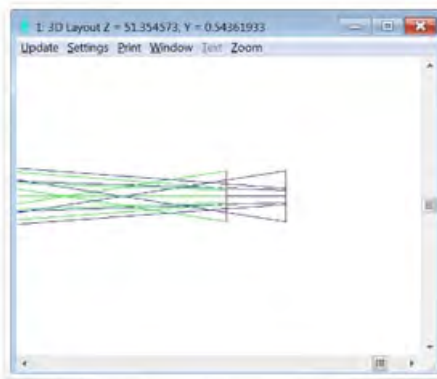 1: 3D Layout Z = 51.354573, Y = 0.54361933
Update Settings Print Window Text Zoom